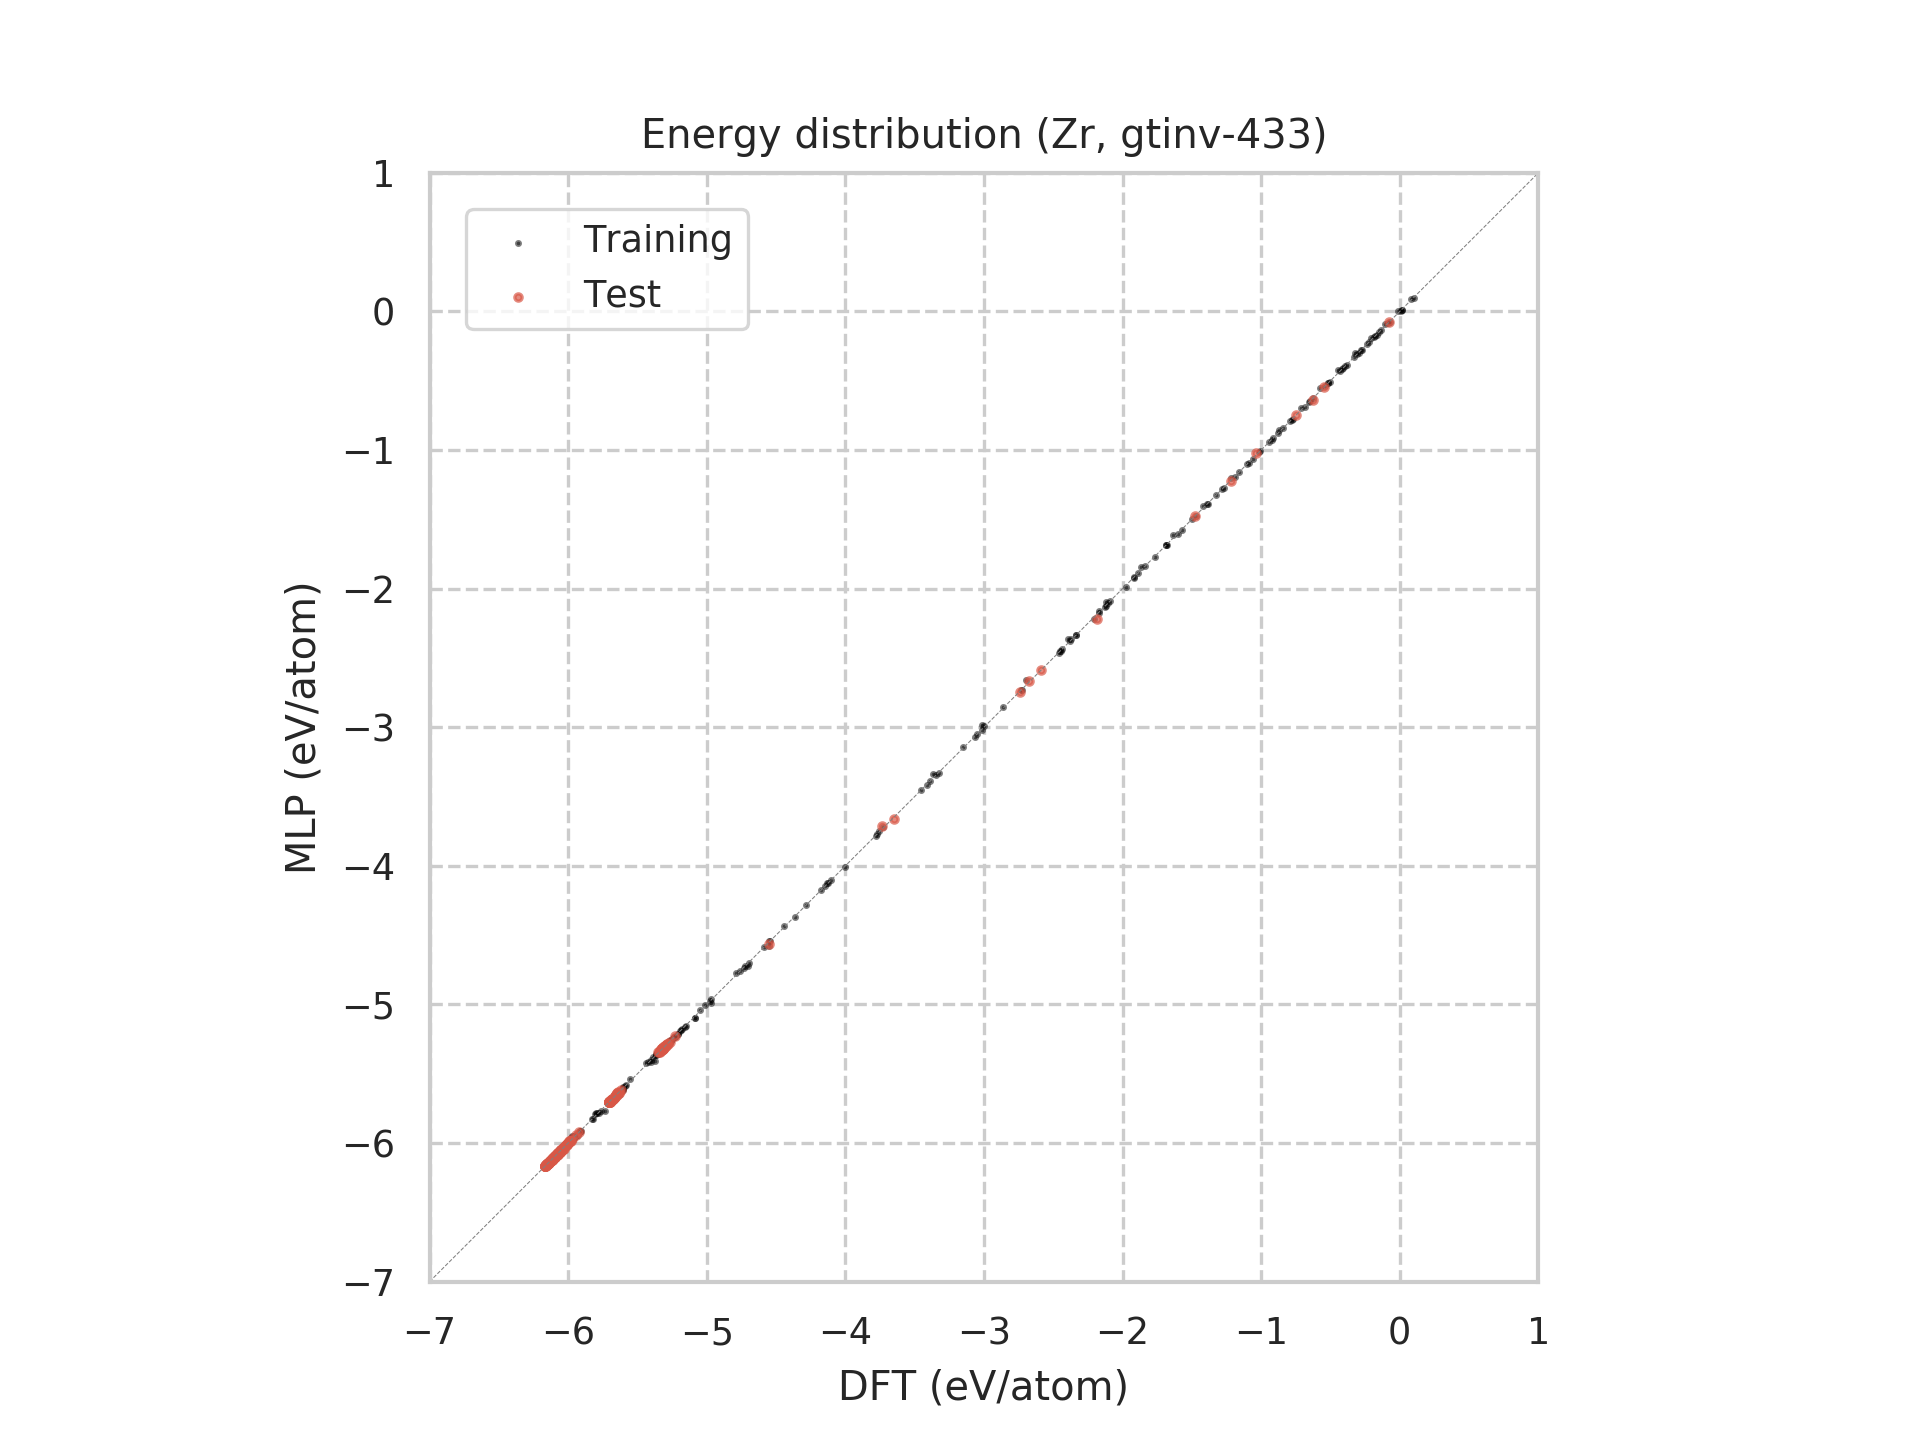 Energy distribution (Zr, gtinv-433)
1
0
−1
−2
−3
−4
−5
−6
−7
MLP (eV/atom)
Training
Test
−7 −6 −5 −4 −3 −2 −1 0 1
DFT (eV/atom)